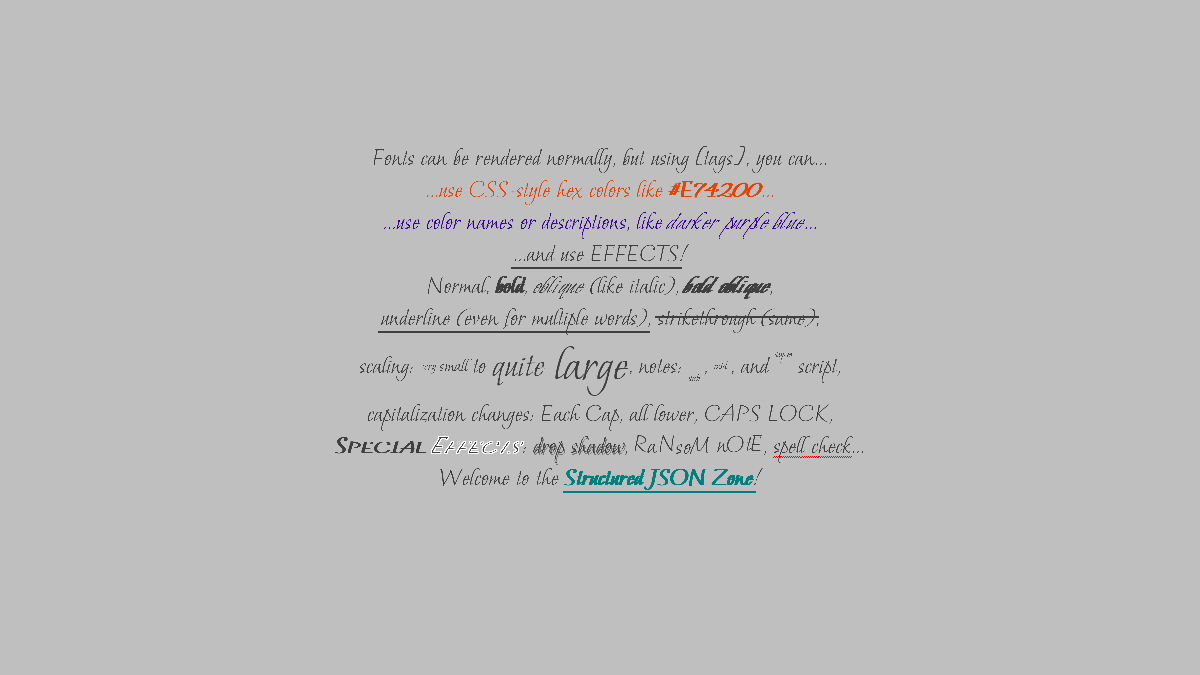 Fonts can be rendered normally, but using [tags], you can...
...use CSS-style hex colors like #E74200...
...use color names or descriptions, like darker purple blue...
...and use EFFECTS!
Normal, bold, oblique (like italic), bold oblique,
underline (even for multiple words), strikethrough (same),
scaling: very small to quite large, notes: sub, mid, and super script,
capitalization changes: Each Cap, all lower, CAPS LOCK,
SPECIAL EFFECTS: drop shadow, RaNsoM nOtE, spell check...
Welcome to the Structured JSON Zone!